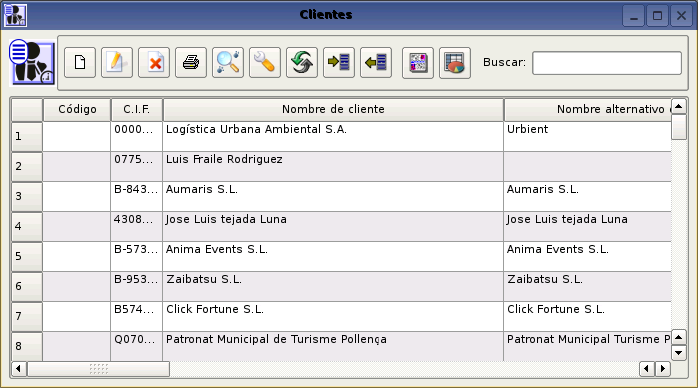 Clientes
Buscar:
Código C.I.F. Nombre de cliente Nombre alternativo
1 0000... Logística Urbana Ambiental S.A. Urbient
2 0775... Luis Fraile Rodriguez
3 B-843... Aumaris S.L. Aumaris S.L.
4 4308... Jose Luis tejada Luna Jose Luis tejada Luna
5 B-573... Anima Events S.L. Anima Events S.L.
6 B-953... Zaibatsu S.L. Zaibatsu S.L.
7 B574... Click Fortune S.L. Click Fortune S.L.
8 Q070... Patronat Municipal de Turisme Pollença Patronat Municipal Turisme P